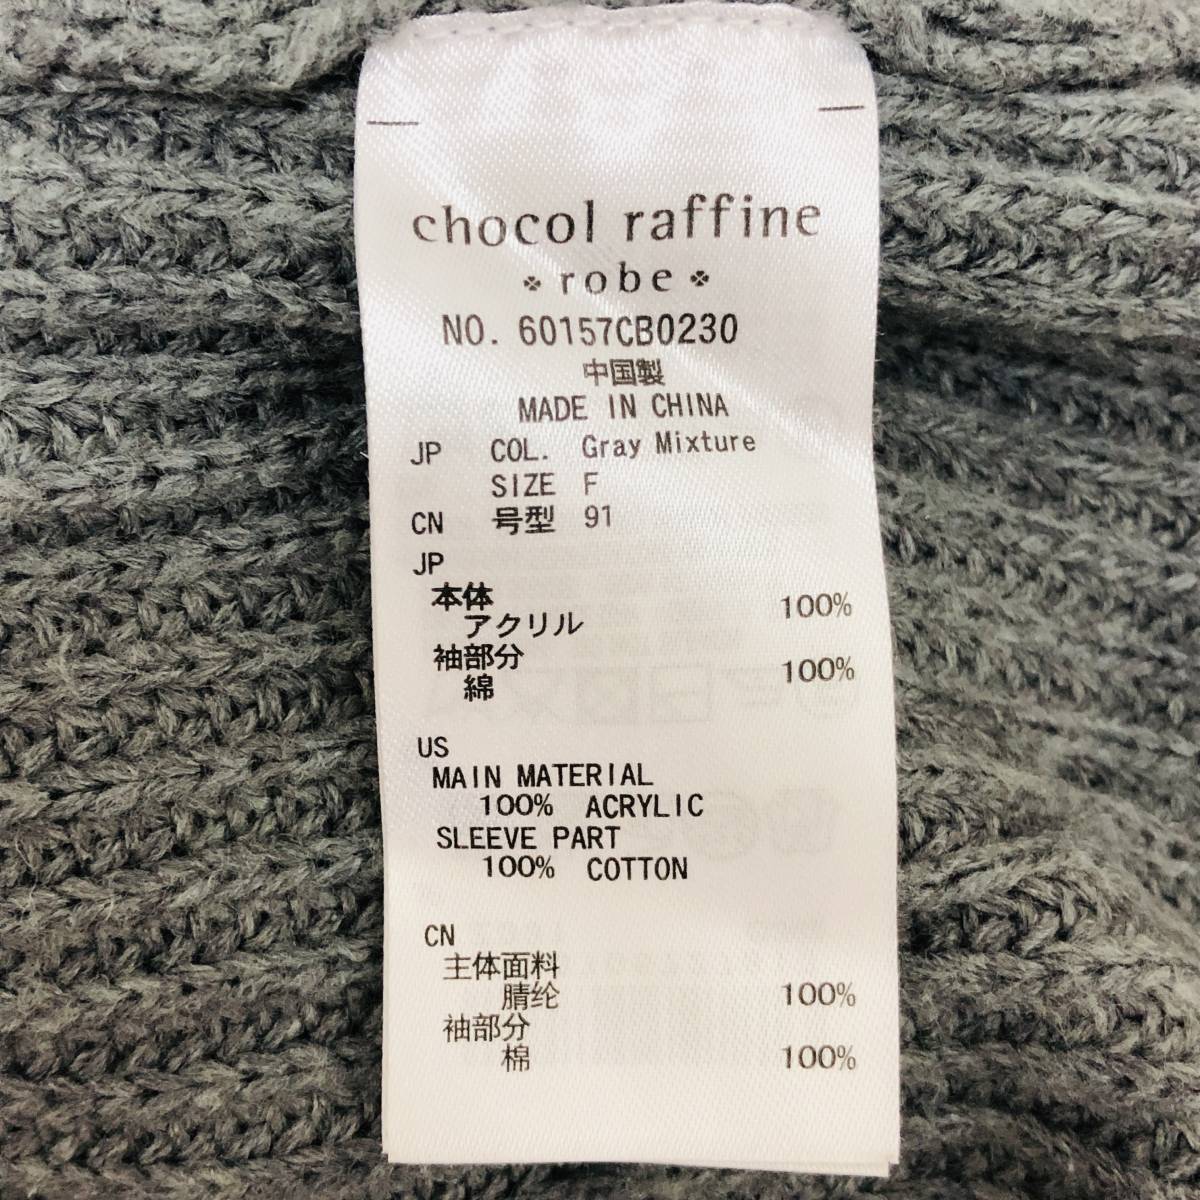 chocol raffine
robe
NO. 60157CB0230
中国製
MADE IN CHINA
JP COL. Gray Mixture
SIZE F
CN 号型 91
JP
本体
アクリル 100%
袖部分
綿 100%
US
MAIN MATERIAL
100% ACRYLIC
SLEEVE PART
100% COTTON
CN
主体面料
腈纶 100%
袖部分
棉 100%